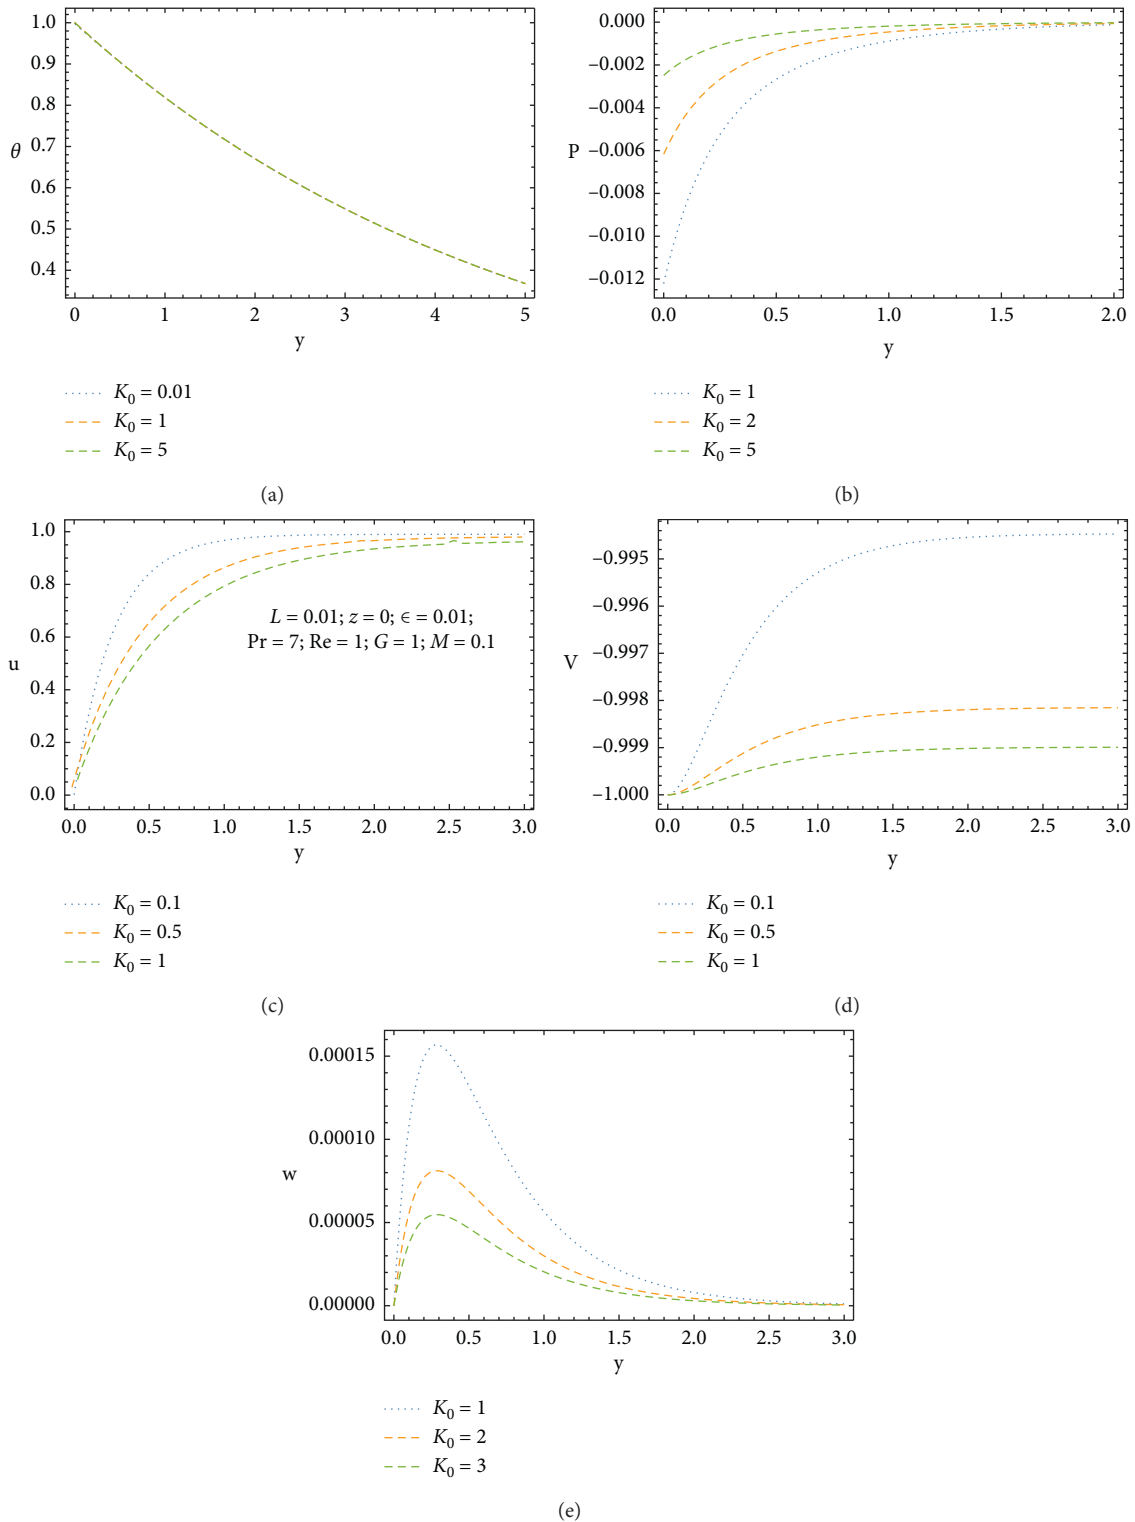 1.0
0.9
0.8
0.7
θ
0.6
0.5
0.4
0 1 2 3 4 5
y
K₀ = 0.01
K₀ = 1
K₀ = 5
(a)
0.000
–0.002
–0.004
P –0.006
–0.008
–0.010
–0.012
0.0 0.5 1.0 1.5 2.0
y
K₀ = 1
K₀ = 2
K₀ = 5
(b)
1.0
0.8
0.6
u
0.4
0.2
0.0
L = 0.01; z = 0; ϵ = 0.01;
Pr = 7; Re = 1; G = 1; M = 0.1
0.0 0.5 1.0 1.5 2.0 2.5 3.0
y
K₀ = 0.1
K₀ = 0.5
K₀ = 1
(c)
–0.995
–0.996
–0.997
V
–0.998
–0.999
–1.000
0.0 0.5 1.0 1.5 2.0 2.5 3.0
y
K₀ = 0.1
K₀ = 0.5
K₀ = 1
(d)
0.00015
0.00010
w
0.00005
0.00000
0.0 0.5 1.0 1.5 2.0 2.5 3.0
y
K₀ = 1
K₀ = 2
K₀ = 3
(e)